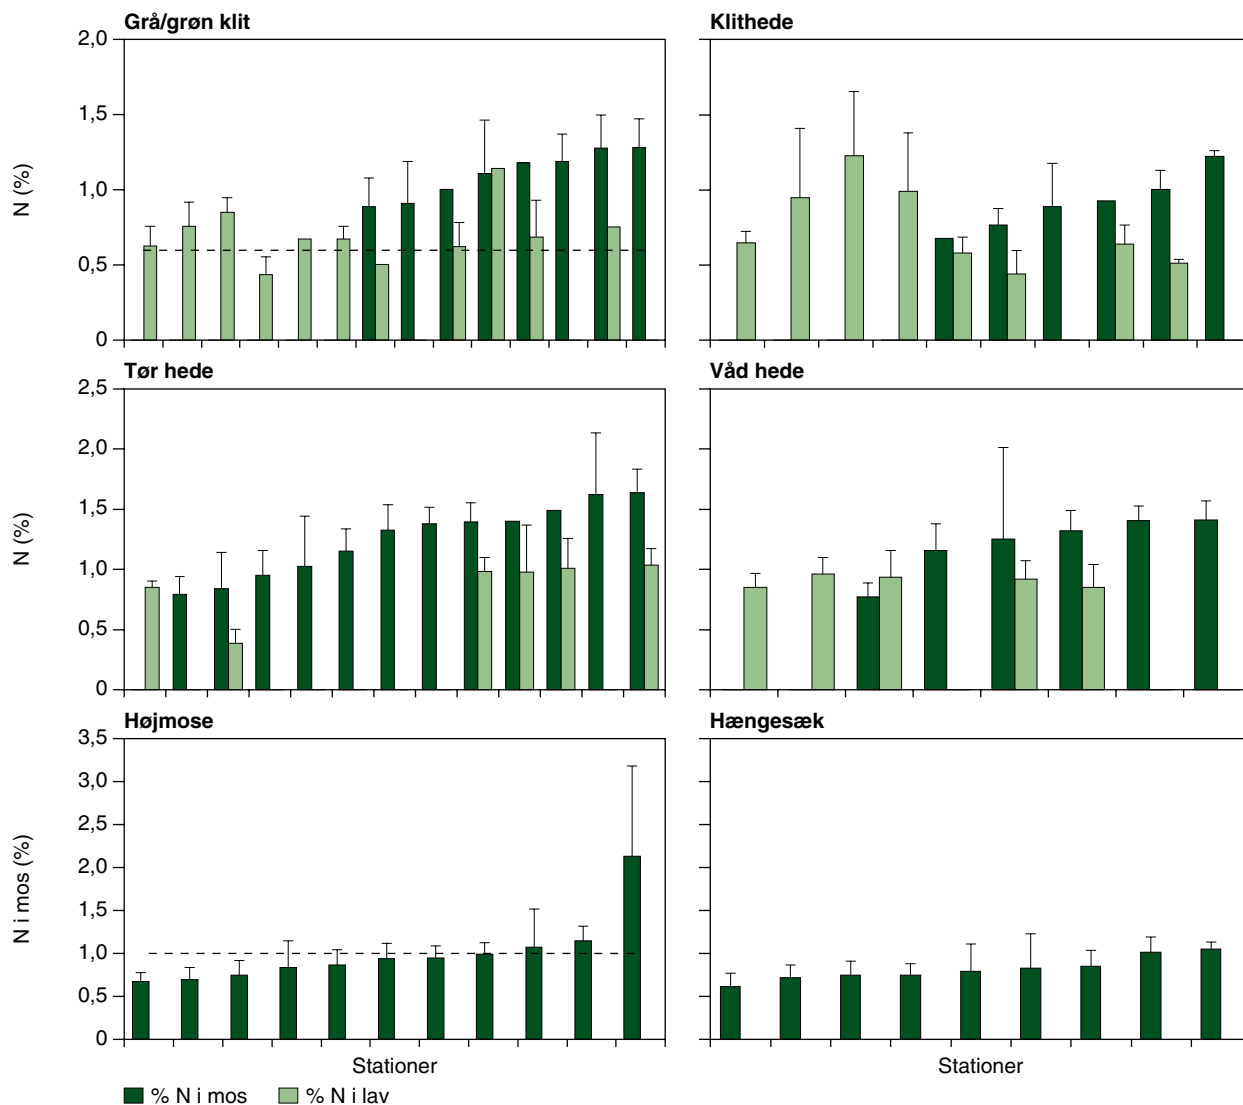 Grå/grøn klit
Klithede
2,0
1,5
1,0
0,5
0
N (%)
Tør hede
Våd hede
2,5
2,0
1,5
1,0
0,5
0
N (%)
Højmose
Hængesæk
3,5
3,0
2,5
2,0
1,5
1,0
0,5
0
N i mos (%)
Stationer
Stationer
% N i mos
% N i lav